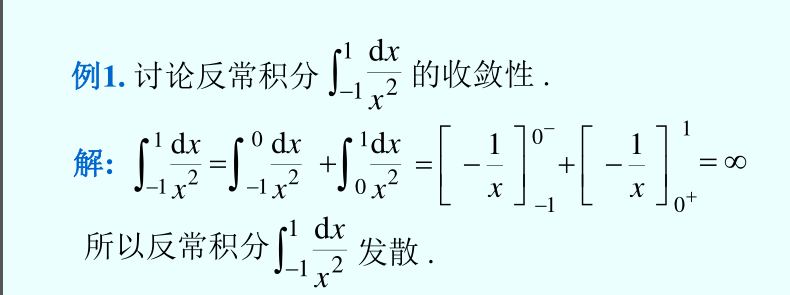 例1. 讨论反常积分 ∫_{-1}^{1} dx/x² 的收敛性 .
解: ∫_{-1}^{1} dx/x² = ∫_{-1}^{0} dx/x² + ∫_{0}^{1} dx/x² = [ -1/x ]_{-1}^{0⁻} + [ -1/x ]_{0⁺}^{1} = ∞
所以反常积分 ∫_{-1}^{1} dx/x² 发散 .